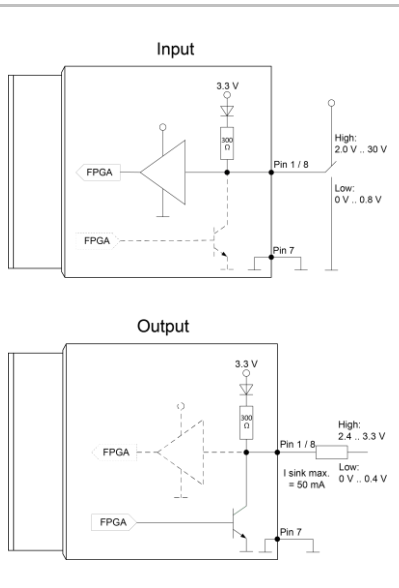 Input
3.3 V
300
Ω
High:
2.0 V .. 30 V
Pin 1 / 8
FPGA
Low:
0 V .. 0.8 V
FPGA
Pin 7
Output
3.3 V
300
Ω
High:
2.4 .. 3.3 V
Pin 1 / 8
FPGA
I sink max.
= 50 mA
Low:
0 V .. 0.4 V
FPGA
Pin 7